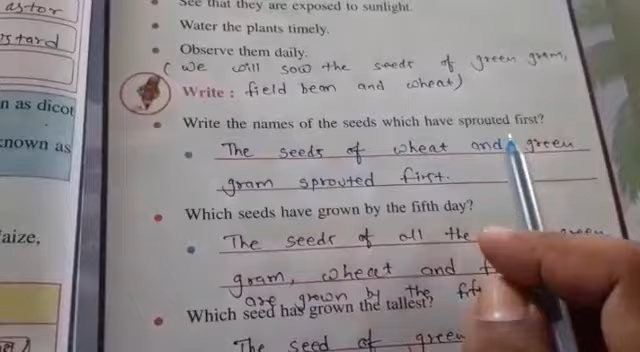 astor
ustard
n as dicot
nown as
aize,
See that they are exposed to sunlight.
Water the plants timely.
Observe them daily.
(we will sow the seeds of green gram,
Write : field bean and wheat)
Write the names of the seeds which have sprouted first?
The seeds of wheat and green
gram sprouted first.
Which seeds have grown by the fifth day?
The seeds of all the green
gram, wheat and
are grown by the
Which seed has grown the tallest?
The seed of green